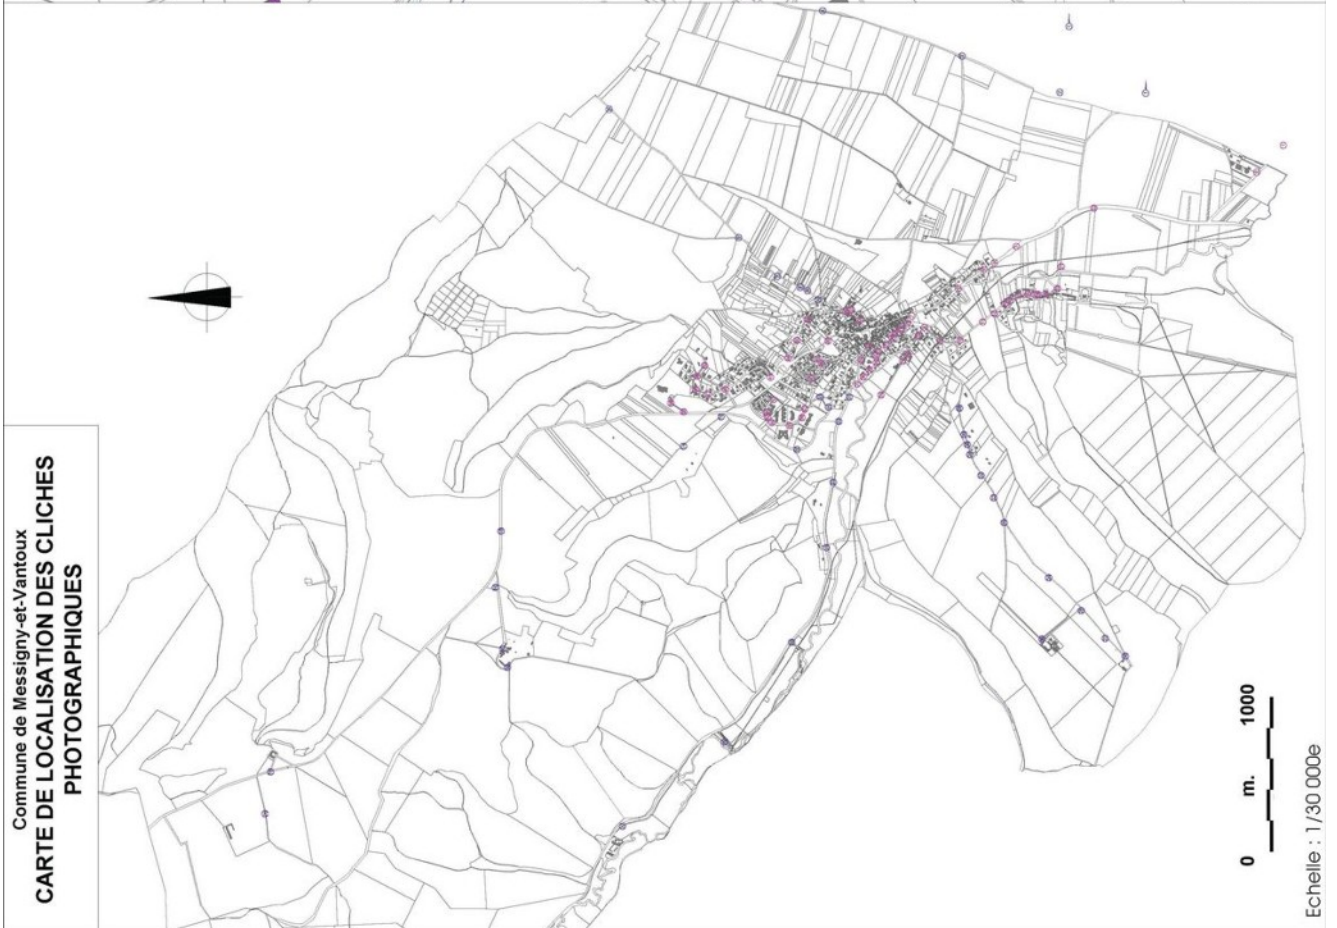 Commune de Messigny-et-Vantoux
CARTE DE LOCALISATION DES CLICHES
PHOTOGRAPHIQUES
0 m. 1000
Echelle : 1/30 000e